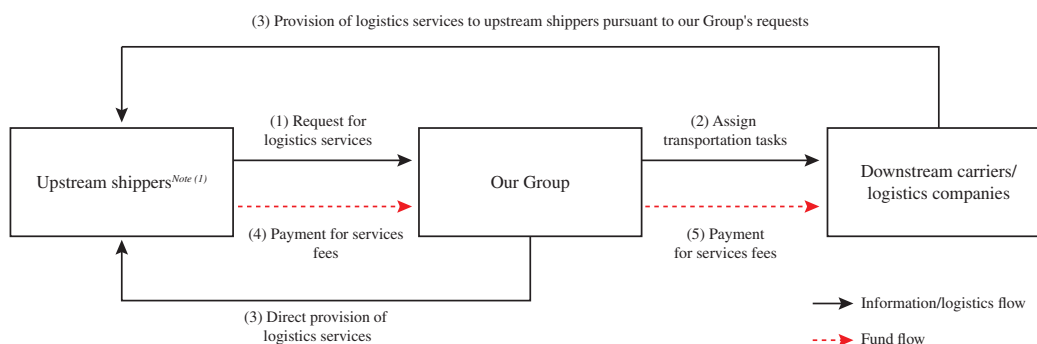 (3) Provision of logistics services to upstream shippers pursuant to our Group's requests
(1) Request for
logistics services
(2) Assign
transportation tasks
Upstream shippers Note (1)
Our Group
Downstream carriers/
logistics companies
(4) Payment for services
fees
(5) Payment
for services fees
(3) Direct provision of
logistics services
Information/logistics flow
Fund flow